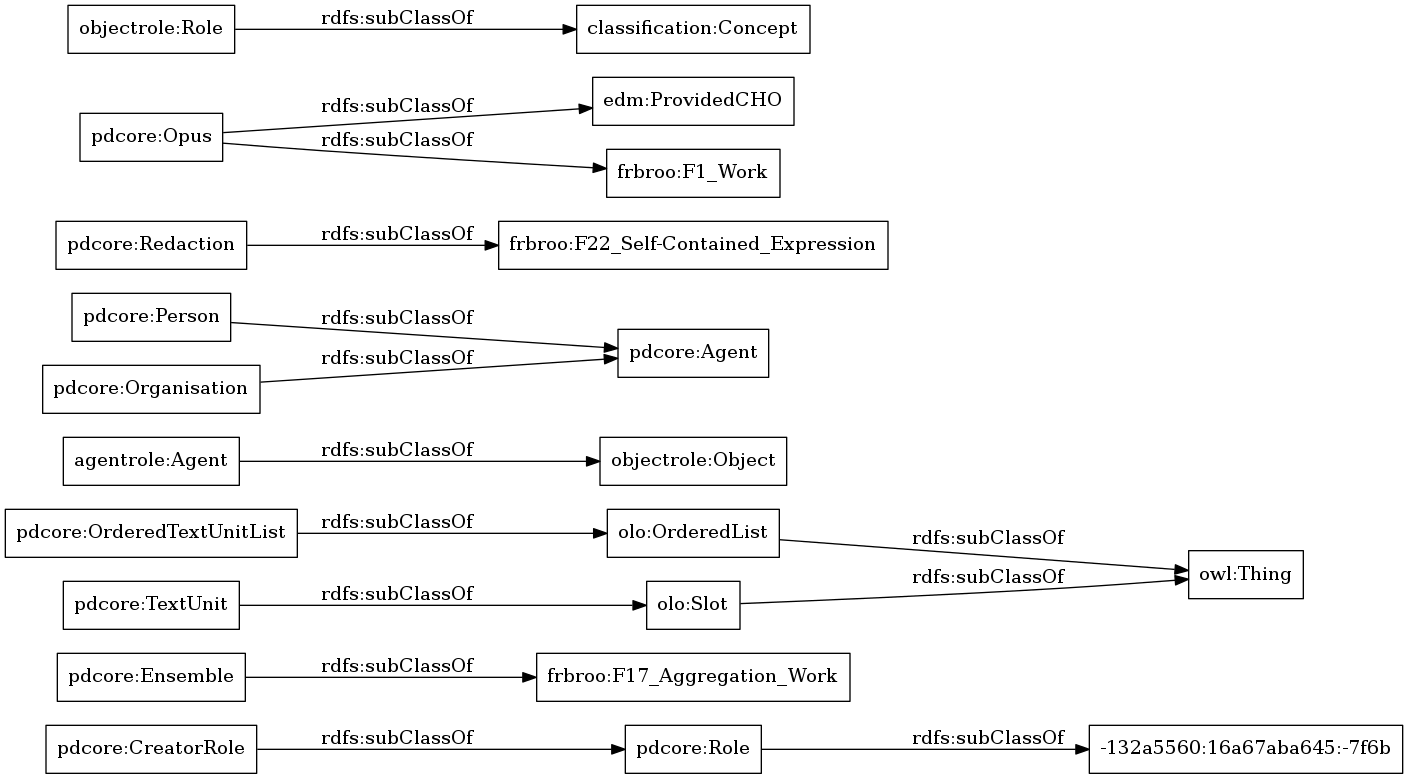 objectrole:Role
rdfs:subClassOf
classification:Concept
pdcore:Opus
rdfs:subClassOf
edm:ProvidedCHO
rdfs:subClassOf
frbroo:F1_Work
pdcore:Redaction
rdfs:subClassOf
frbroo:F22_Self-Contained_Expression
pdcore:Person
rdfs:subClassOf
pdcore:Agent
pdcore:Organisation
rdfs:subClassOf
agentrole:Agent
rdfs:subClassOf
objectrole:Object
pdcore:OrderedTextUnitList
rdfs:subClassOf
olo:OrderedList
rdfs:subClassOf
owl:Thing
pdcore:TextUnit
rdfs:subClassOf
olo:Slot
rdfs:subClassOf
pdcore:Ensemble
rdfs:subClassOf
frbroo:F17_Aggregation_Work
pdcore:CreatorRole
rdfs:subClassOf
pdcore:Role
rdfs:subClassOf
-132a5560:16a67aba645:-7f6b